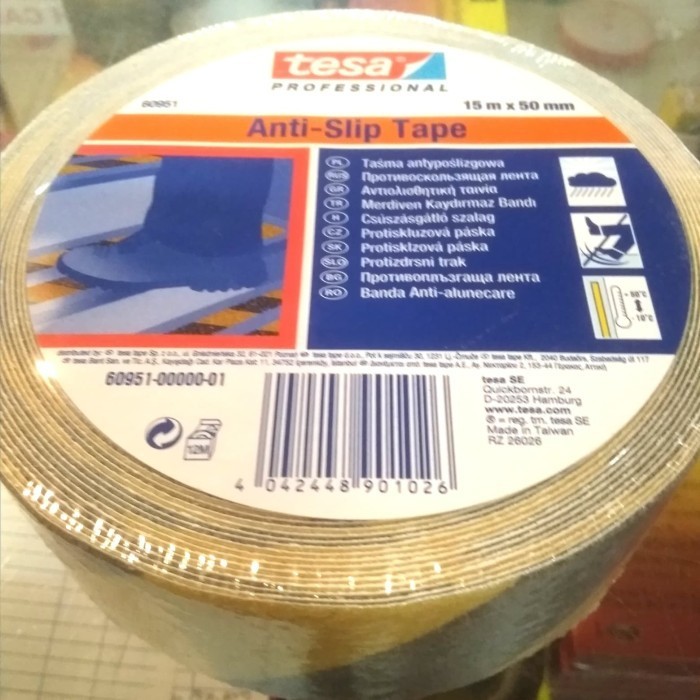 tesa
PROFESSIONAL
60951
15 m x 50 mm
Anti-Slip Tape
PL Taśma antypoślizgowa
RUS Противоскользящая лента
GR Αντιολισθητική ταινία
TR Merdiven Kaydırmaz Bandı
H Csúszásgátló szalag
CZ Protiskluzová páska
SK Protisklzová páska
SLO Protizdrsni trak
BG Противоплъзгаща лента
RO Banda Anti-alunecare
+ 60°C
- 10°C
60951-00000-01
12M
4 042448 901026
tesa SE
Quickbornstr. 24
D-20253 Hamburg
www.tesa.com
® = reg. tm. tesa SE
Made in Taiwan
RZ 26026